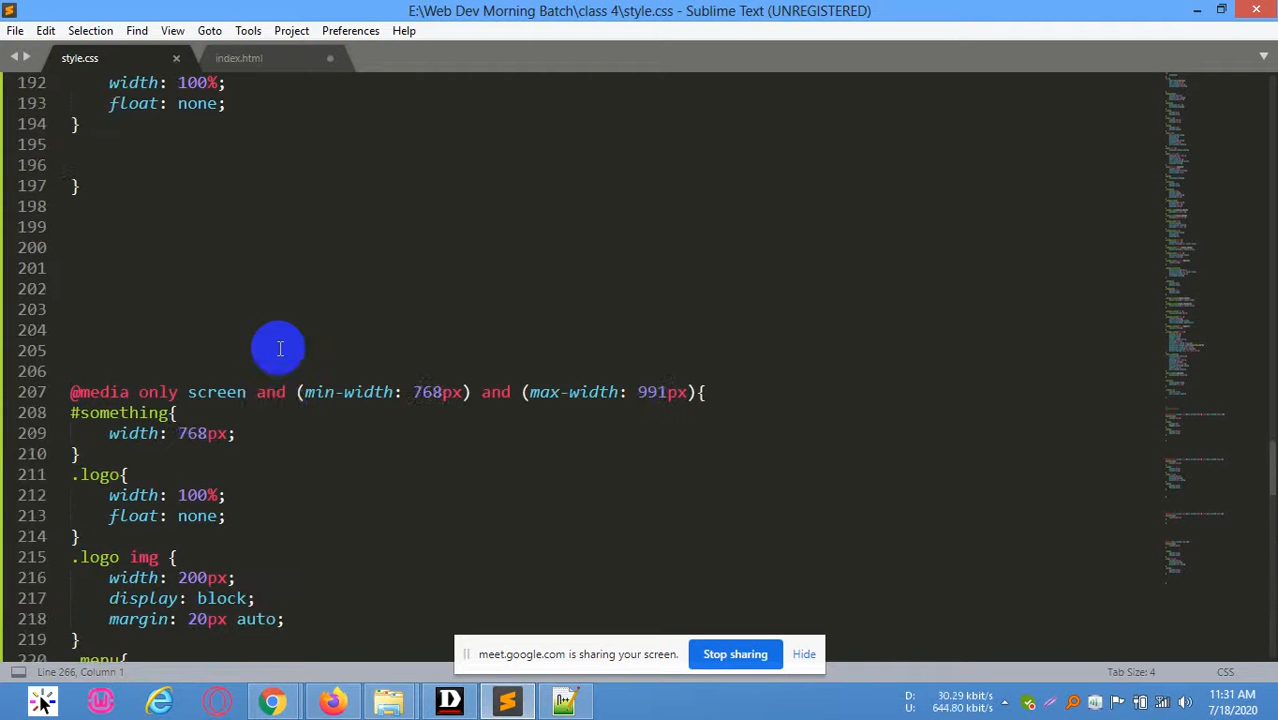 E:\Web Dev Morning Batch\class 4\style.css - Sublime Text (UNREGISTERED)
File Edit Selection Find View Goto Tools Project Preferences Help
style.css index.html
192 width: 100%;
193 float: none;
194 }
195
196
197 }
198
199
200
201
202
203
204
205
206
207 @media only screen and (min-width: 768px) and (max-width: 991px){
208 #something{
209 width: 768px;
210 }
211 .logo{
212 width: 100%;
213 float: none;
214 }
215 .logo img {
216 width: 200px;
217 display: block;
218 margin: 20px auto;
219 }
220 .menu{
meet.google.com is sharing your screen. Stop sharing Hide
Line 266, Column 1 Tab Size: 4 CSS
D: 30.29 kbit/s
U: 644.80 kbit/s
11:31 AM
7/18/2020